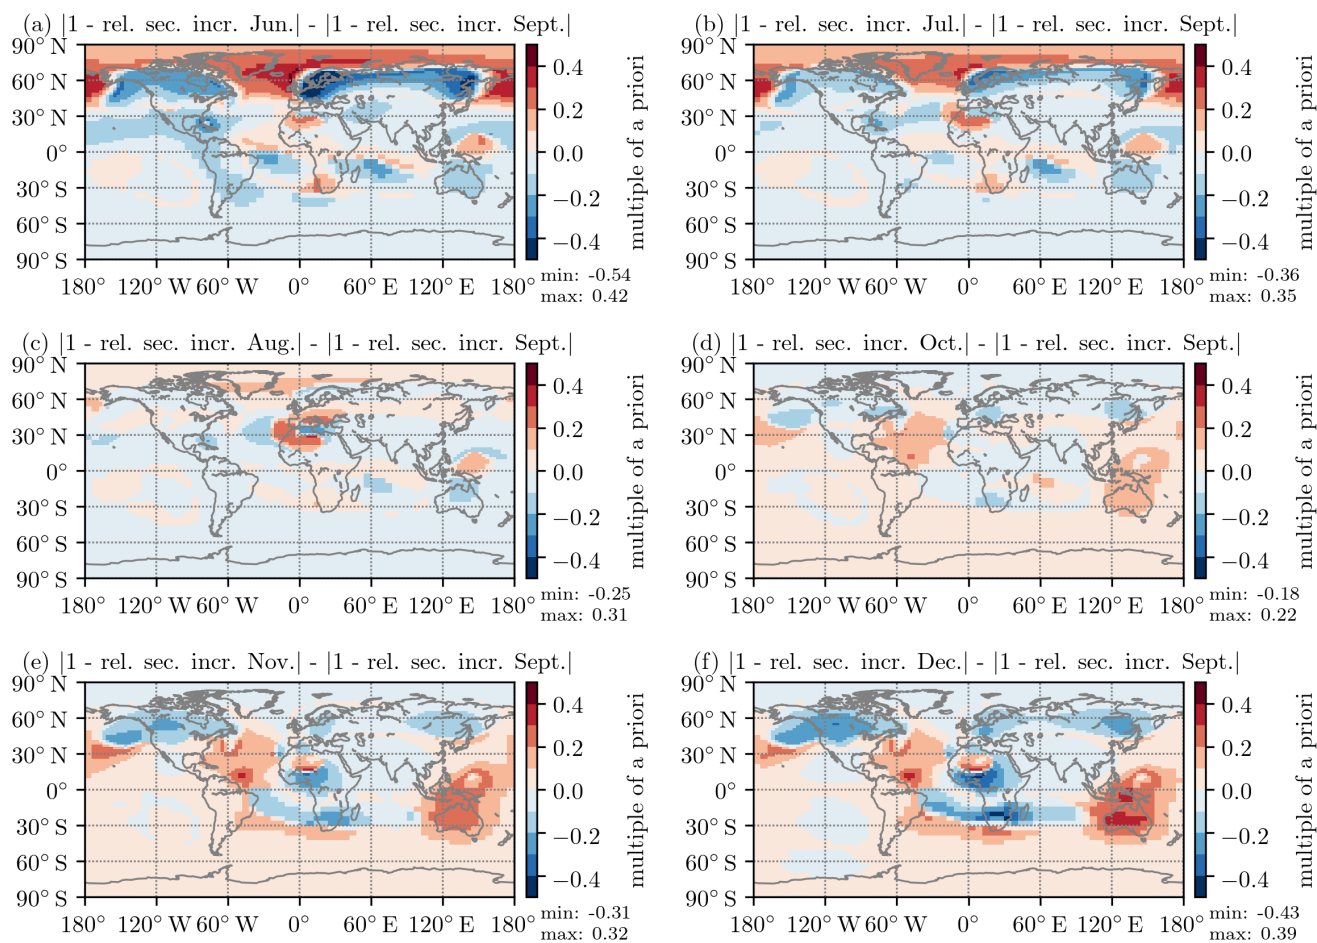 (a) |1 - rel. sec. incr. Jun.| - |1 - rel. sec. incr. Sept.|
90° N
60° N
30° N
0°
30° S
60° S
90° S
180° 120° W 60° W 0° 60° E 120° E 180°
0.4
0.2
0.0
−0.2
−0.4
multiple of a priori
min: -0.54
max: 0.42
(b) |1 - rel. sec. incr. Jul.| - |1 - rel. sec. incr. Sept.|
90° N
60° N
30° N
0°
30° S
60° S
90° S
180° 120° W 60° W 0° 60° E 120° E 180°
0.4
0.2
0.0
−0.2
−0.4
multiple of a priori
min: -0.36
max: 0.35
(c) |1 - rel. sec. incr. Aug.| - |1 - rel. sec. incr. Sept.|
90° N
60° N
30° N
0°
30° S
60° S
90° S
180° 120° W 60° W 0° 60° E 120° E 180°
0.4
0.2
0.0
−0.2
−0.4
multiple of a priori
min: -0.25
max: 0.31
(d) |1 - rel. sec. incr. Oct.| - |1 - rel. sec. incr. Sept.|
90° N
60° N
30° N
0°
30° S
60° S
90° S
180° 120° W 60° W 0° 60° E 120° E 180°
0.4
0.2
0.0
−0.2
−0.4
multiple of a priori
min: -0.18
max: 0.22
(e) |1 - rel. sec. incr. Nov.| - |1 - rel. sec. incr. Sept.|
90° N
60° N
30° N
0°
30° S
60° S
90° S
180° 120° W 60° W 0° 60° E 120° E 180°
0.4
0.2
0.0
−0.2
−0.4
multiple of a priori
min: -0.31
max: 0.32
(f) |1 - rel. sec. incr. Dec.| - |1 - rel. sec. incr. Sept.|
90° N
60° N
30° N
0°
30° S
60° S
90° S
180° 120° W 60° W 0° 60° E 120° E 180°
0.4
0.2
0.0
−0.2
−0.4
multiple of a priori
min: -0.43
max: 0.39